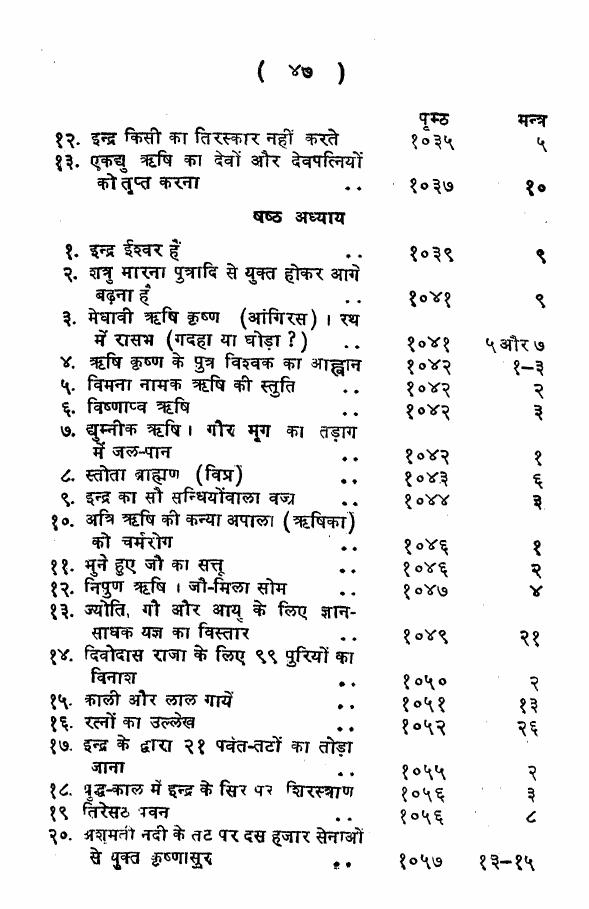 ( ४७ )
पृष्ठ मन्त्र
१२. इन्द्र किसी का तिरस्कार नहीं करते १०३५ ५
१३. एकद्यु ऋषि का देवों और देवपत्नियों
को तृप्त करना .. १०३७ १०
षष्ठ अध्याय
१. इन्द्र ईश्वर हैं .. १०३९ ९
२. शत्रु मारना पुत्रादि से युक्त होकर आगे
बढ़ना है .. १०४१ ९
३. मेधावी ऋषि कृष्ण (आंगिरस) । रथ
में रासभ (गदहा या घोड़ा ?) .. १०४१ ५ और ७
४. ऋषि कृष्ण के पुत्र विश्वक का आह्वान १०४२ १–३
५. विमना नामक ऋषि की स्तुति .. १०४२ २
६. विष्णाप्व ऋषि .. १०४२ ३
७. द्युम्नीक ऋषि। गौर मृग का तड़ाग
में जल-पान .. १०४२ १
८. स्तोता ब्राह्मण (विप्र) .. १०४३ ६
९. इन्द्र का सौ सन्धियोंवाला वज्र .. १०४४ ३
१०. अत्रि ऋषि की कन्या अपाला (ऋषिका)
को चर्मरोग .. १०४६ १
११. भुने हुए जौ का सत्तू .. १०४६ २
१२. निपुण ऋषि । जौ-मिला सोम .. १०४७ ४
१३. ज्योति, गौ और आयु के लिए ज्ञान-
साधक यज्ञ का विस्तार .. १०४९ २१
१४. दिवोदास राजा के लिए ९९ पुरियों का
विनाश .. १०५० २
१५. काली और लाल गायें .. १०५१ १३
१६. रत्नों का उल्लेख .. १०५२ २६
१७. इन्द्र के द्वारा २१ पर्वत-तटों का तोड़ा
जाना .. १०५५ २
१८. युद्ध-काल में इन्द्र के सिर पर शिरस्त्राण १०५६ ३
१९ तिरेसठ पवन .. १०५६ ८
२०. अंशुमती नदी के तट पर दस हजार सेनाओं
से युक्त कृष्णासुर .. १०५७ १३–१५